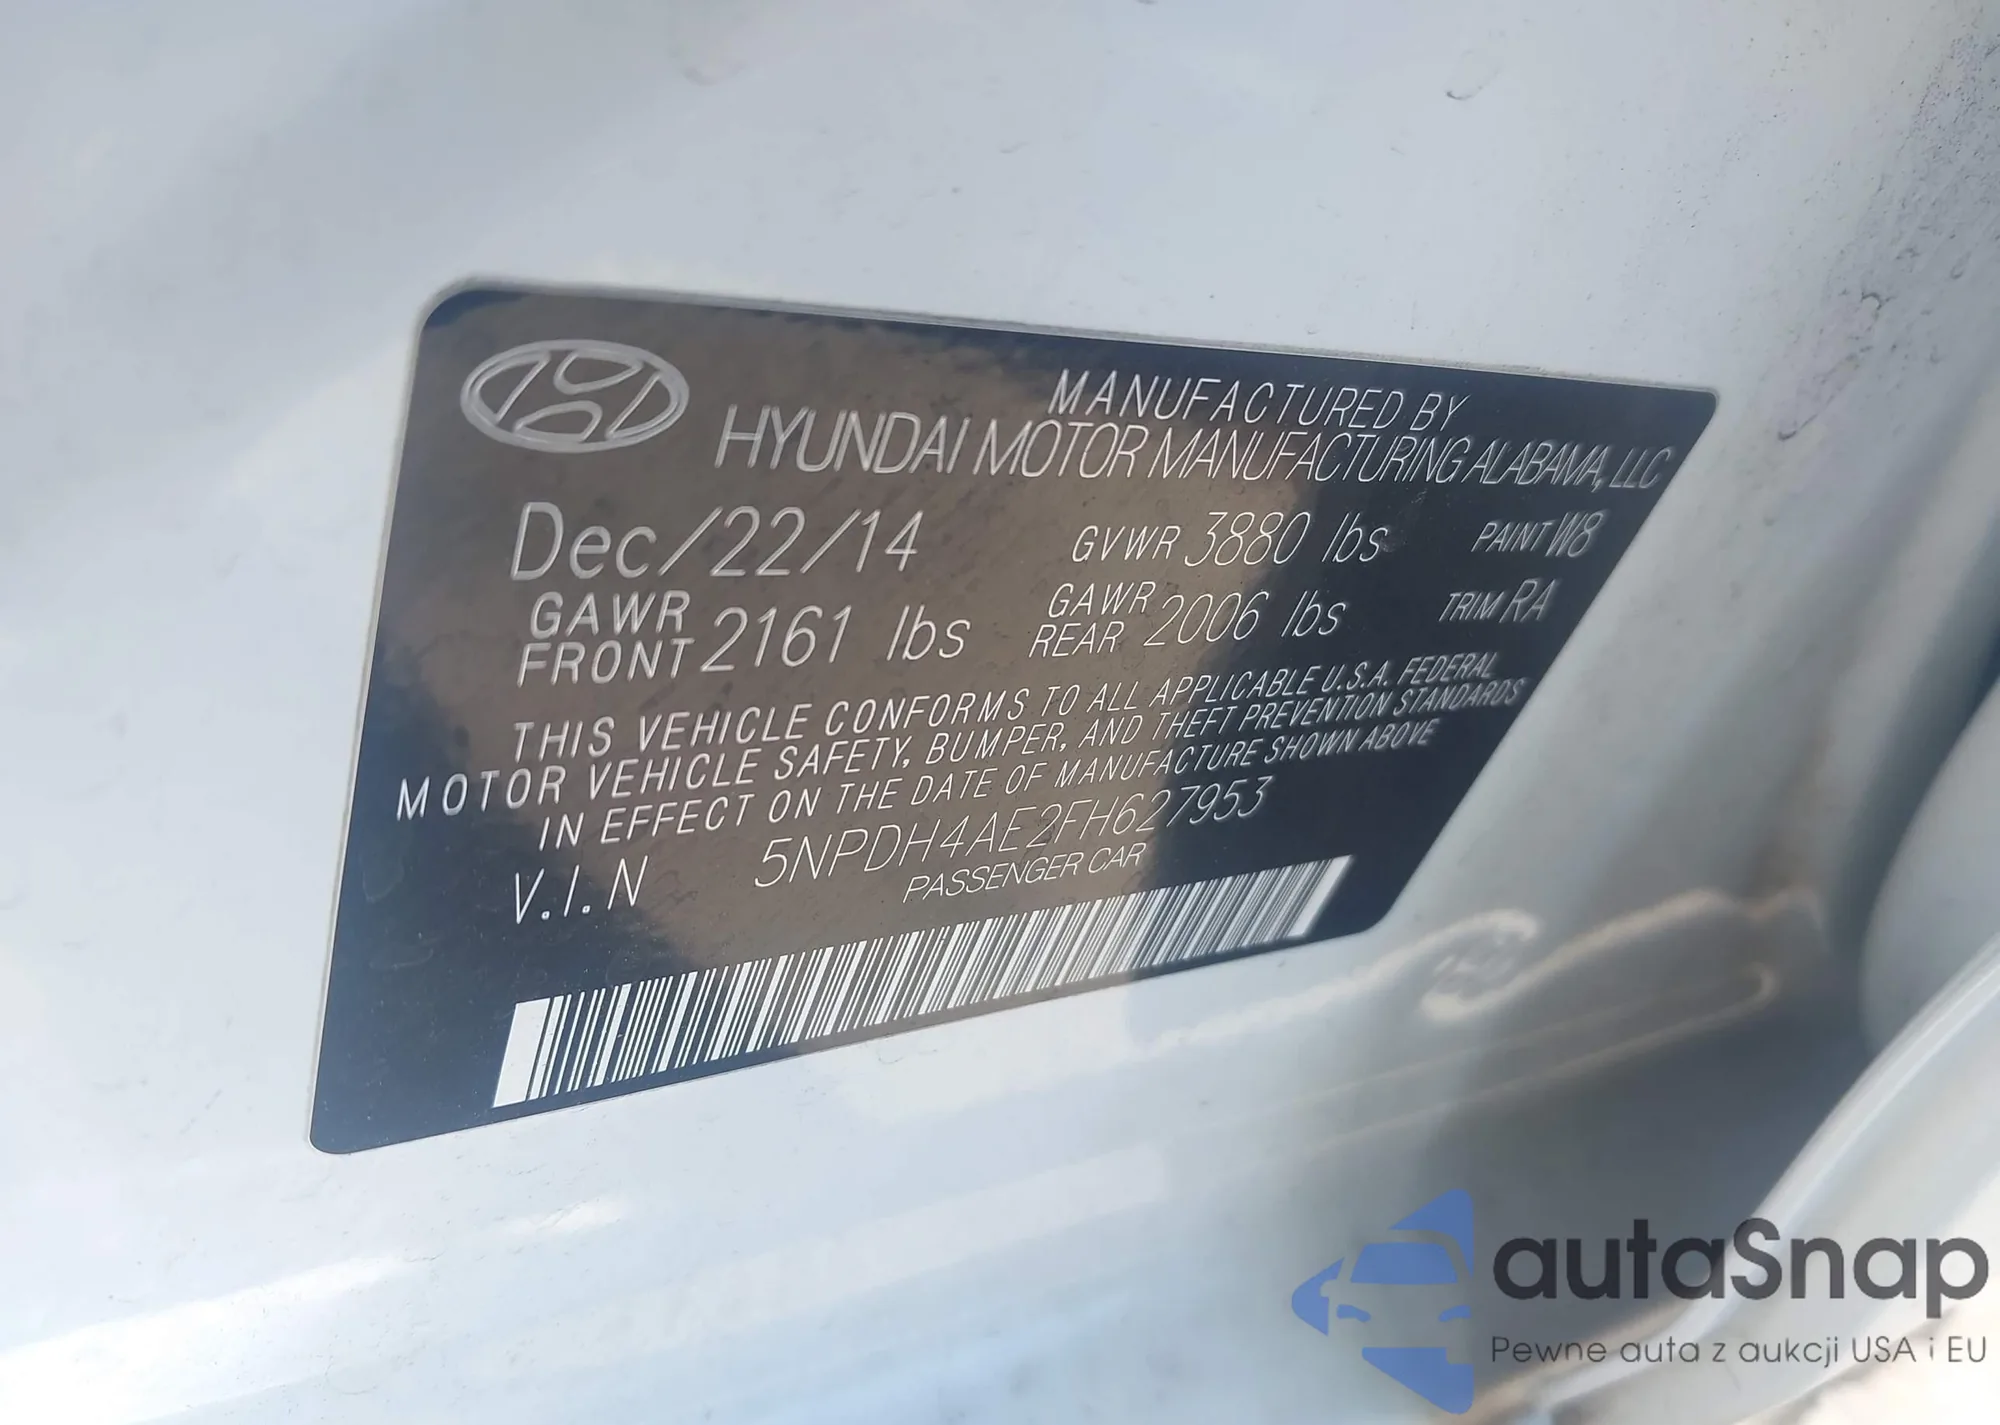 MANUFACTURED BY
HYUNDAI MOTOR MANUFACTURING ALABAMA, LLC
Dec/22/14 GVWR 3880 lbs PAINT W8
GAWR FRONT 2161 lbs GAWR REAR 2006 lbs TRIM RA
THIS VEHICLE CONFORMS TO ALL APPLICABLE U.S.A. FEDERAL
MOTOR VEHICLE SAFETY, BUMPER, AND THEFT PREVENTION STANDARDS
IN EFFECT ON THE DATE OF MANUFACTURE SHOWN ABOVE
V.I.N 5NPDH4AE2FH627953
PASSENGER CAR
autaSnap
Pewne auta z aukcji USA i EU